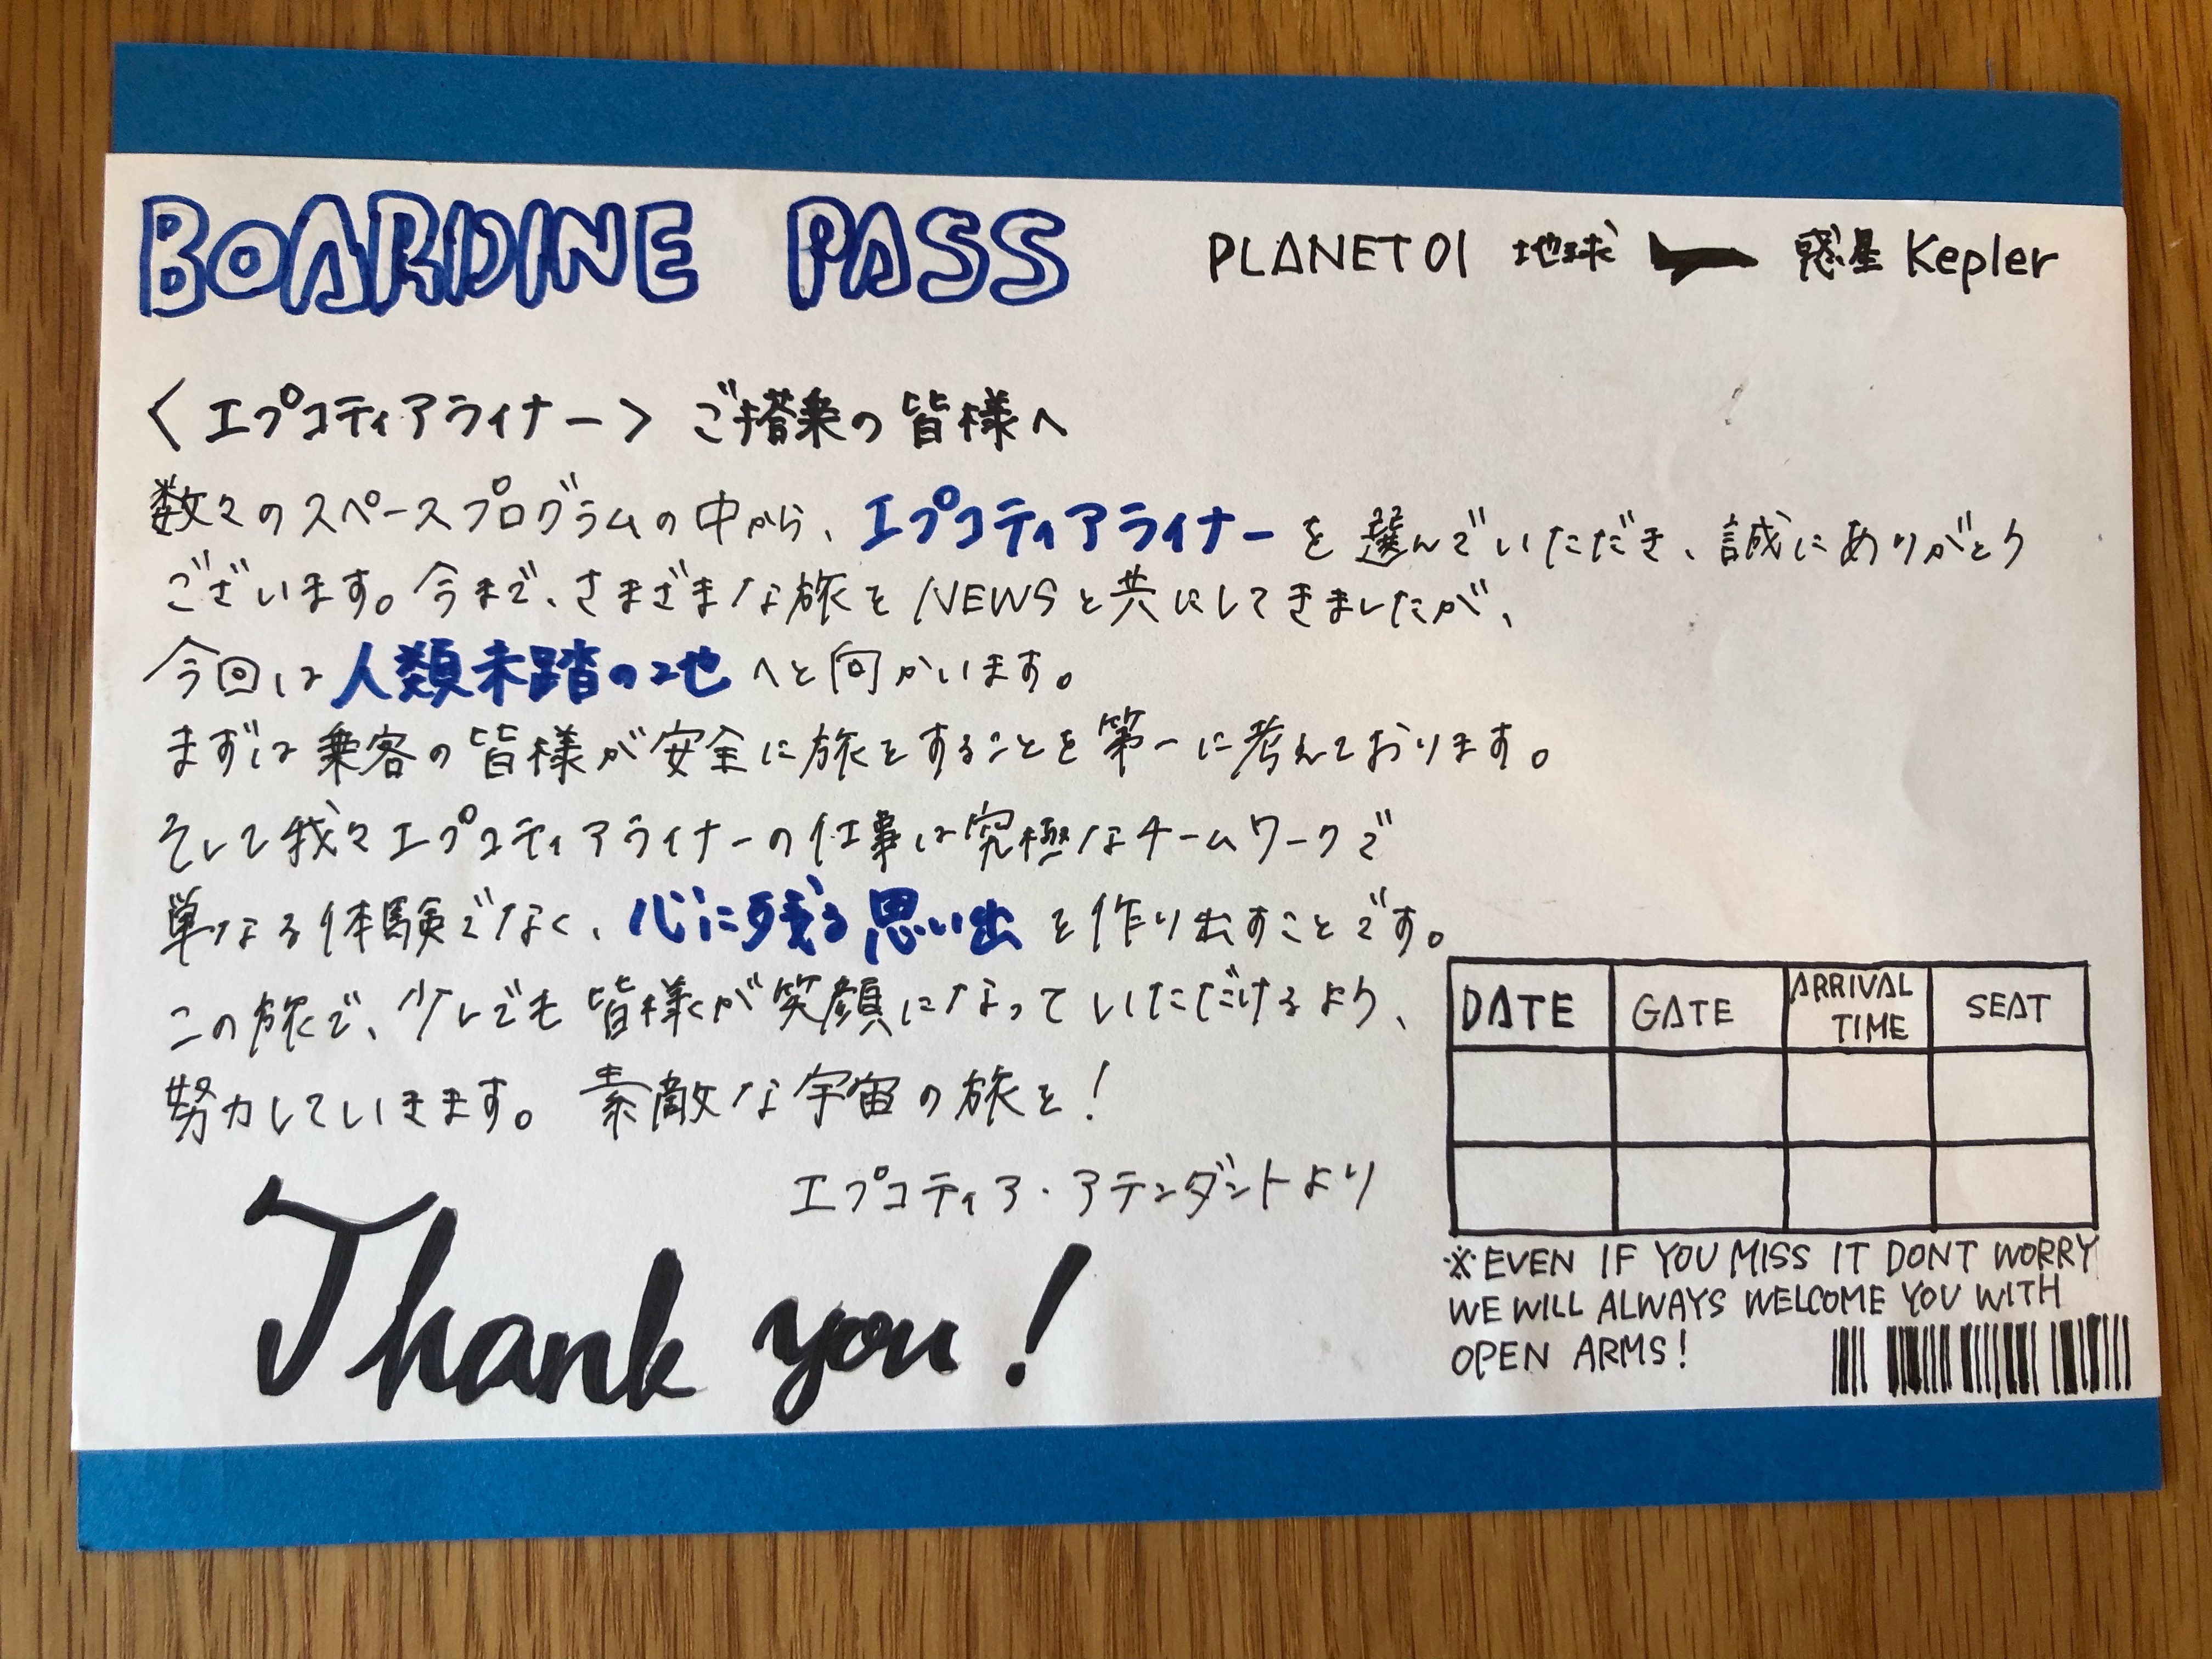 BOARDINE PASS
PLANET01 地球 惑星 Kepler
〈エプコティアライナー〉ご搭乗の皆様へ
数々のスペースプログラムの中から、エプコティアライナーを選んでいただき、誠にありがとう
ございます。今まで、さまざまな旅をNEWSと共にしてきましたが、
今回は人類未踏の地へと向かいます。
まずは乗客の皆様が安全に旅をすることを第一に考えております。
そして我々エプコティアライナーの仕事は究極なチームワークで
単なる体験でなく、心に残る思い出を作り出すことです。
この旅で、少しでも皆様が笑顔になっていただけるよう、
努力していきます。素敵な宇宙の旅を!
エプコティア・アテンダントより
Thank you!
DATE GATE ARRIVAL TIME SEAT
※EVEN IF YOU MISS IT DONT WORRY
WE WILL ALWAYS WELCOME YOU WITH
OPEN ARMS!